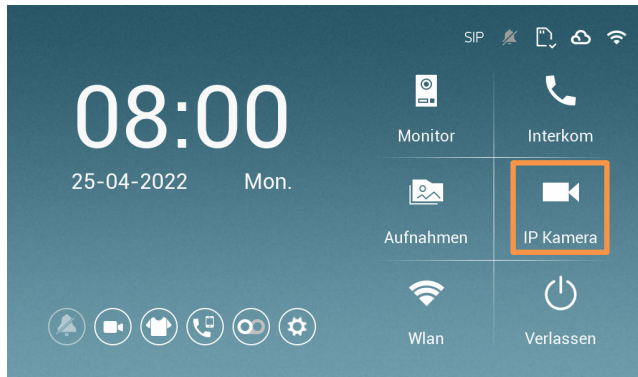 SIP
08:00
25-04-2022 Mon.
Monitor
Interkom
Aufnahmen
IP Kamera
Wlan
Verlassen